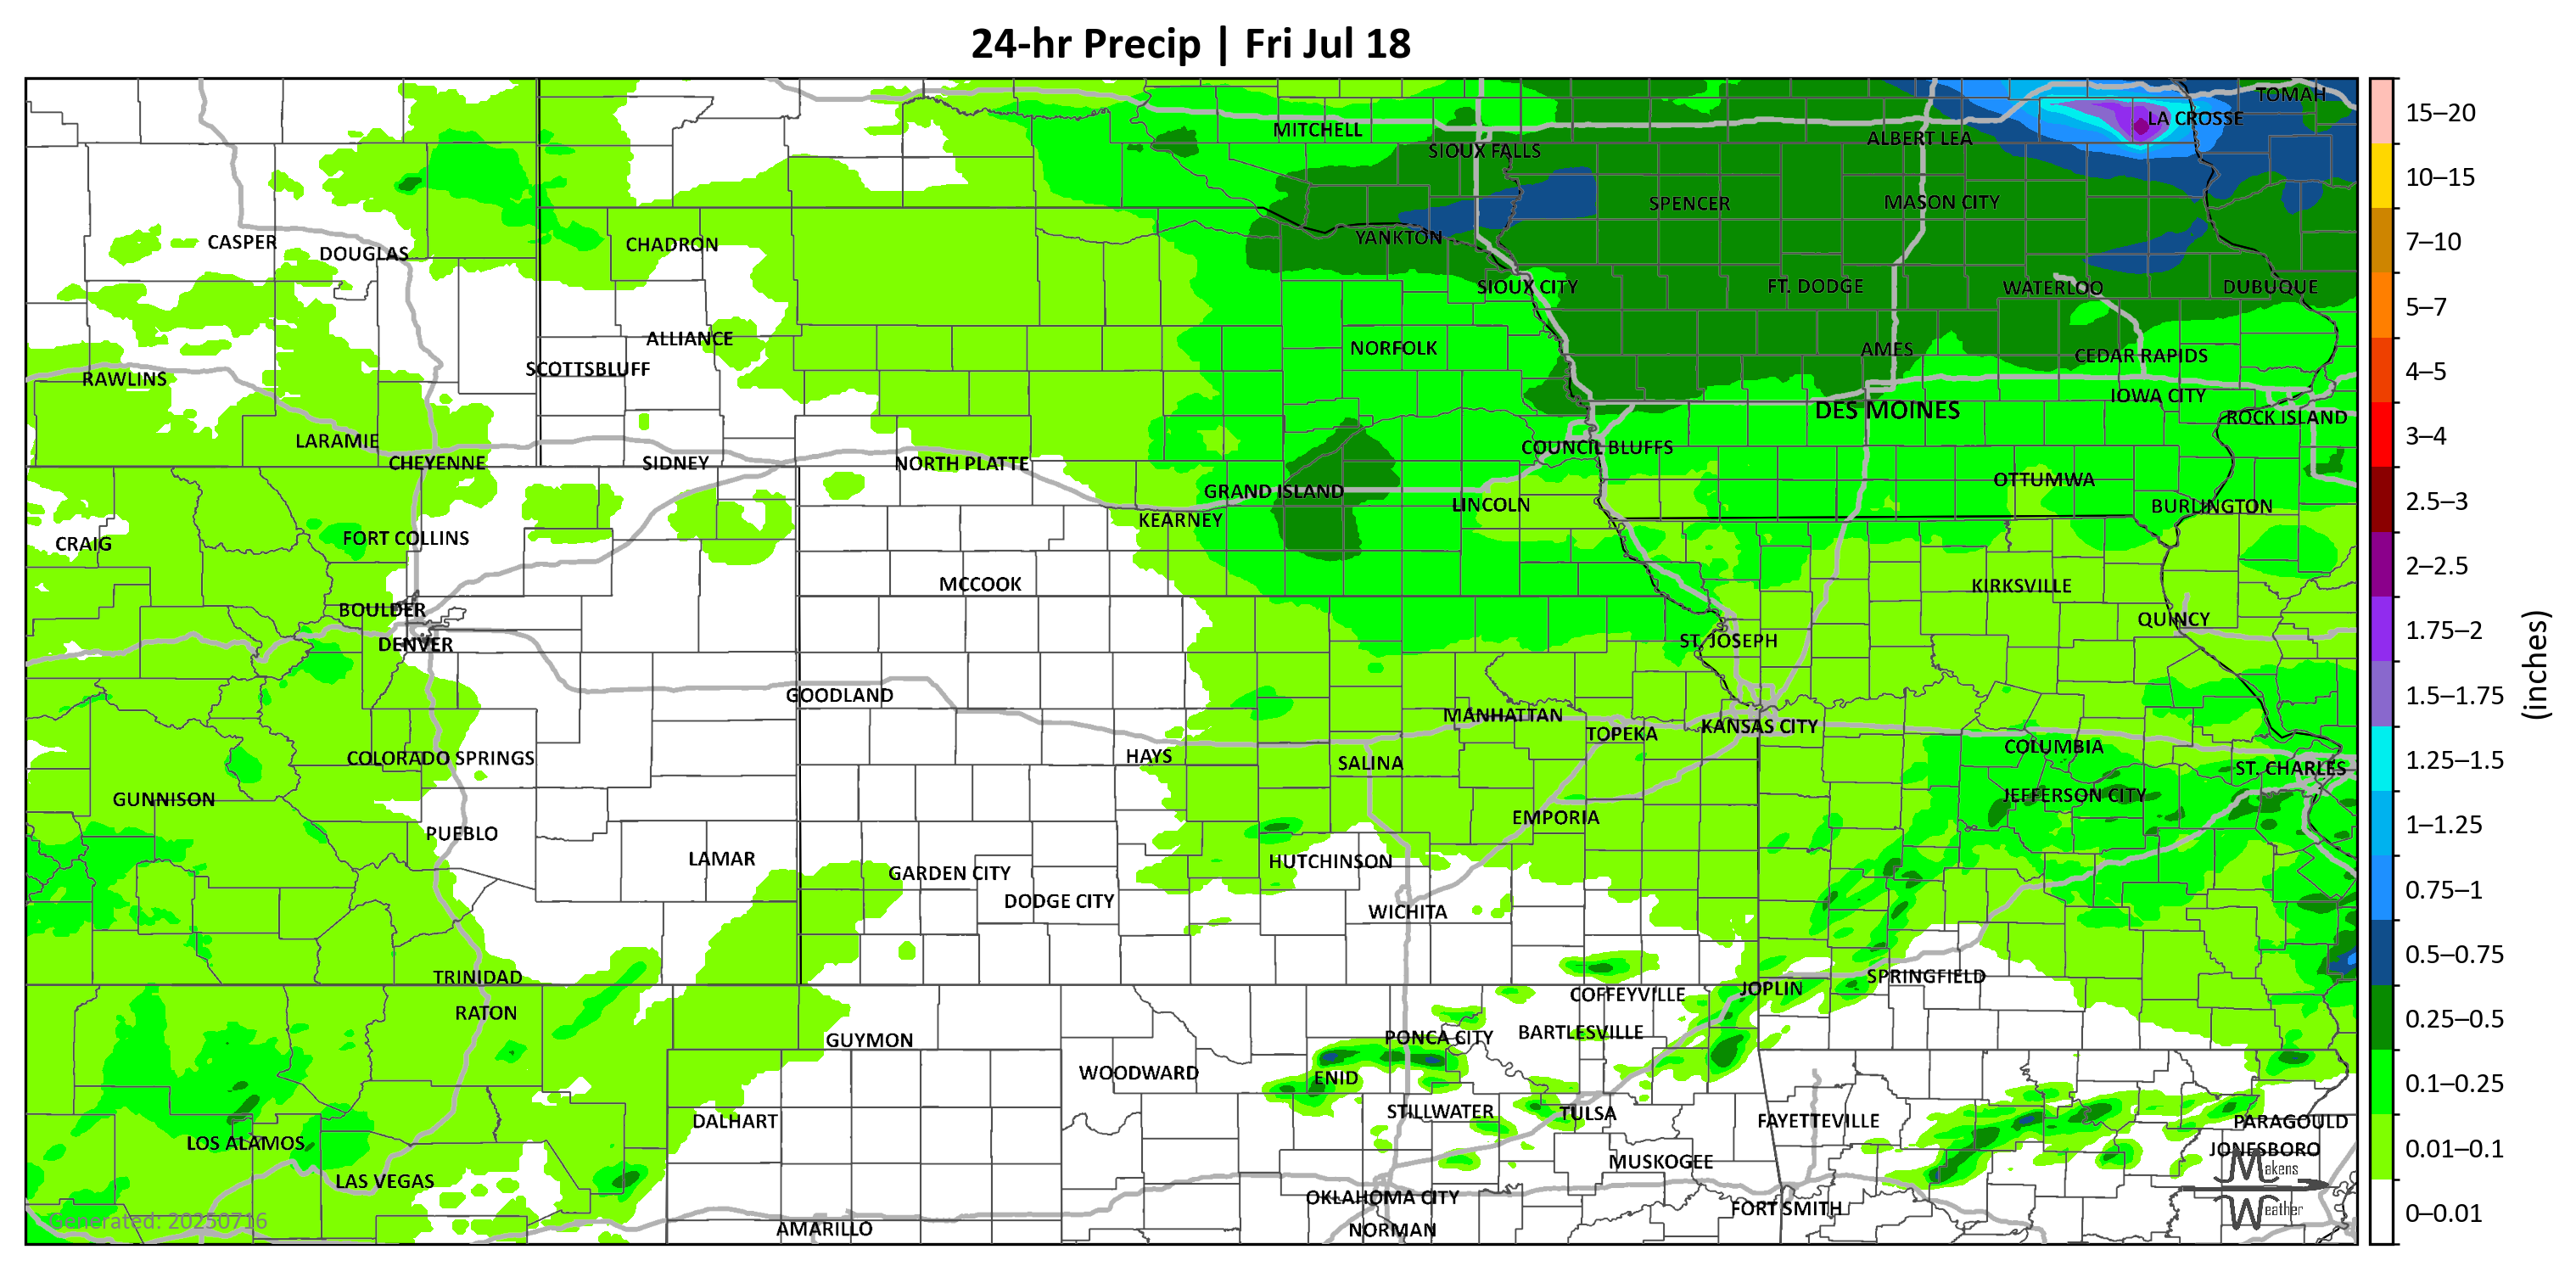 24-hr Precip | Fri Jul 18
TOMAH
LA CROSSE
MITCHELL
ALBERT LEA
SIOUX FALLS
SPENCER
MASON CITY
YANKTON
CASPER
CHADRON
DOUGLAS
SIOUX CITY
FT. DODGE
WATERLOO
DUBUQUE
ALLIANCE
NORFOLK
AMES
CEDAR RAPIDS
SCOTTSBLUFF
RAWLINS
IOWA CITY
DES MOINES
ROCK ISLAND
LARAMIE
COUNCIL BLUFFS
CHEYENNE
SIDNEY
NORTH PLATTE
OTTUMWA
GRAND ISLAND
LINCOLN
BURLINGTON
KEARNEY
CRAIG
FORT COLLINS
MCCOOK
KIRKSVILLE
BOULDER
QUINCY
DENVER
ST. JOSEPH
GOODLAND
MANHATTAN
TOPEKA
KANSAS CITY
COLUMBIA
COLORADO SPRINGS
HAYS
SALINA
ST. CHARLES
GUNNISON
JEFFERSON CITY
EMPORIA
PUEBLO
LAMAR
HUTCHINSON
GARDEN CITY
DODGE CITY
WICHITA
TRINIDAD
SPRINGFIELD
JOPLIN
COFFEYVILLE
RATON
BARTLESVILLE
GUYMON
PONCA CITY
WOODWARD
ENID
STILLWATER
TULSA
DALHART
FAYETTEVILLE
PARAGOULD
LOS ALAMOS
JONESBORO
MUSKOGEE
LAS VEGAS
OKLAHOMA CITY
FORT SMITH
AMARILLO
NORMAN
Generated: 20250716
Makens
Weather
15–20
10–15
7–10
5–7
4–5
3–4
2.5–3
2–2.5
1.75–2
1.5–1.75
1.25–1.5
1–1.25
0.75–1
0.5–0.75
0.25–0.5
0.1–0.25
0.01–0.1
0–0.01
(inches)